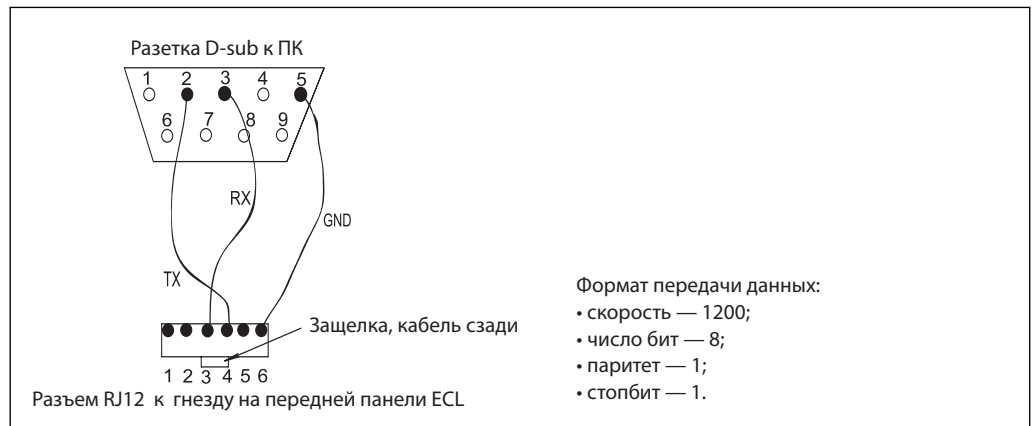 Разетка D-sub к ПК
1 2 3 4 5
6 7 8 9
RX
GND
TX
Защелка, кабель сзади
1 2 3 4 5 6
Разъем RJ12 к гнезду на передней панели ECL
Формат передачи данных:
• скорость — 1200;
• число бит — 8;
• паритет — 1;
• стопбит — 1.